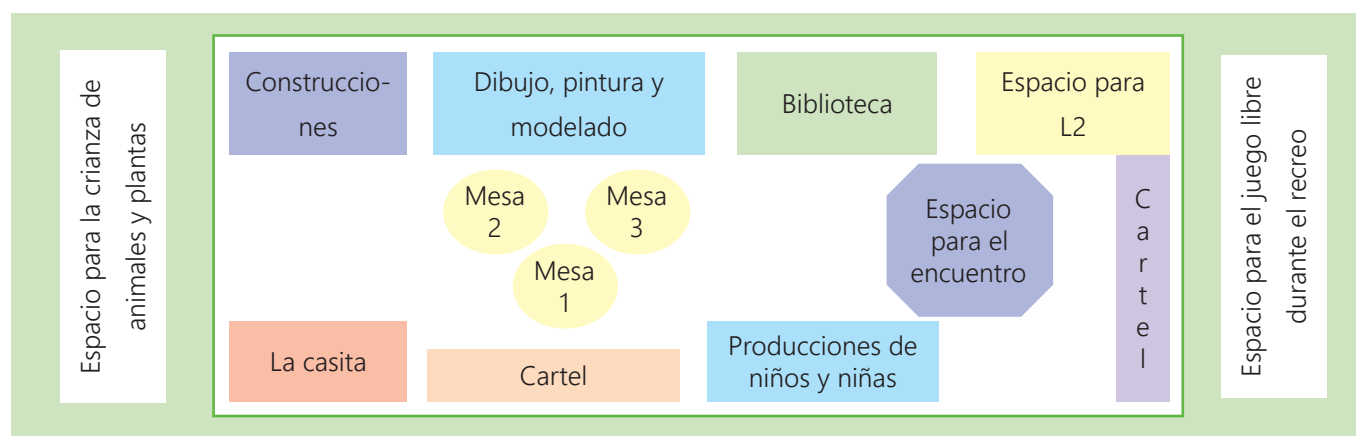 Espacio para la crianza de
animales y plantas
Construccio-
nes
Dibujo, pintura y
modelado
Biblioteca
Espacio para
L2
Mesa
2
Mesa
3
Mesa
1
Espacio
para el
encuentro
C
a
r
t
e
l
La casita
Cartel
Producciones de
niños y niñas
Espacio para el juego libre
durante el recreo